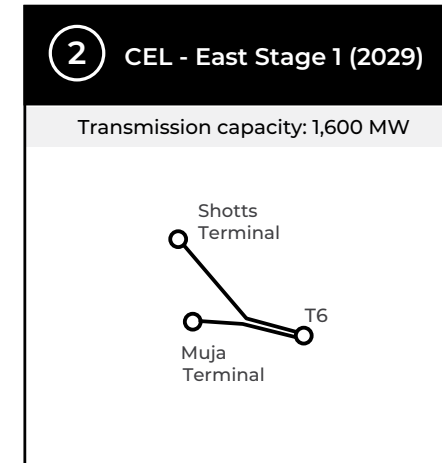 2 CEL - East Stage 1 (2029)
Transmission capacity: 1,600 MW
Shotts
Terminal
T6
Muja
Terminal